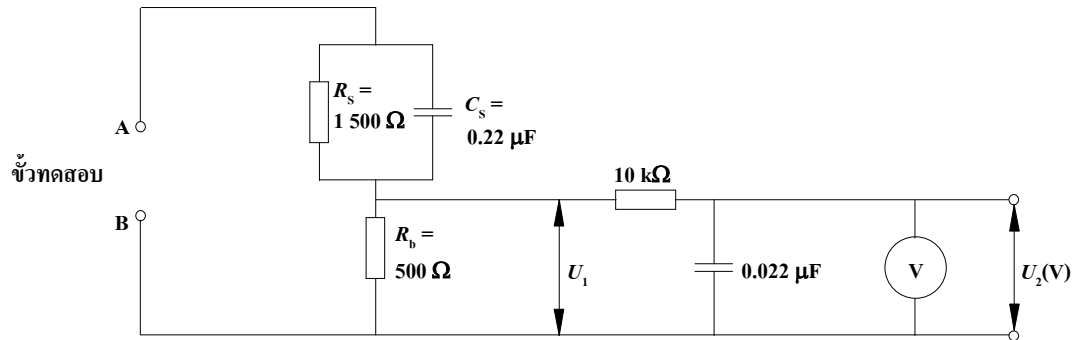 R_S =
1 500 Ω
C_S =
0.22 µF
A
ขั้วทดสอบ
10 kΩ
B
R_b =
500 Ω
U_1
0.022 µF
V
U_2(V)